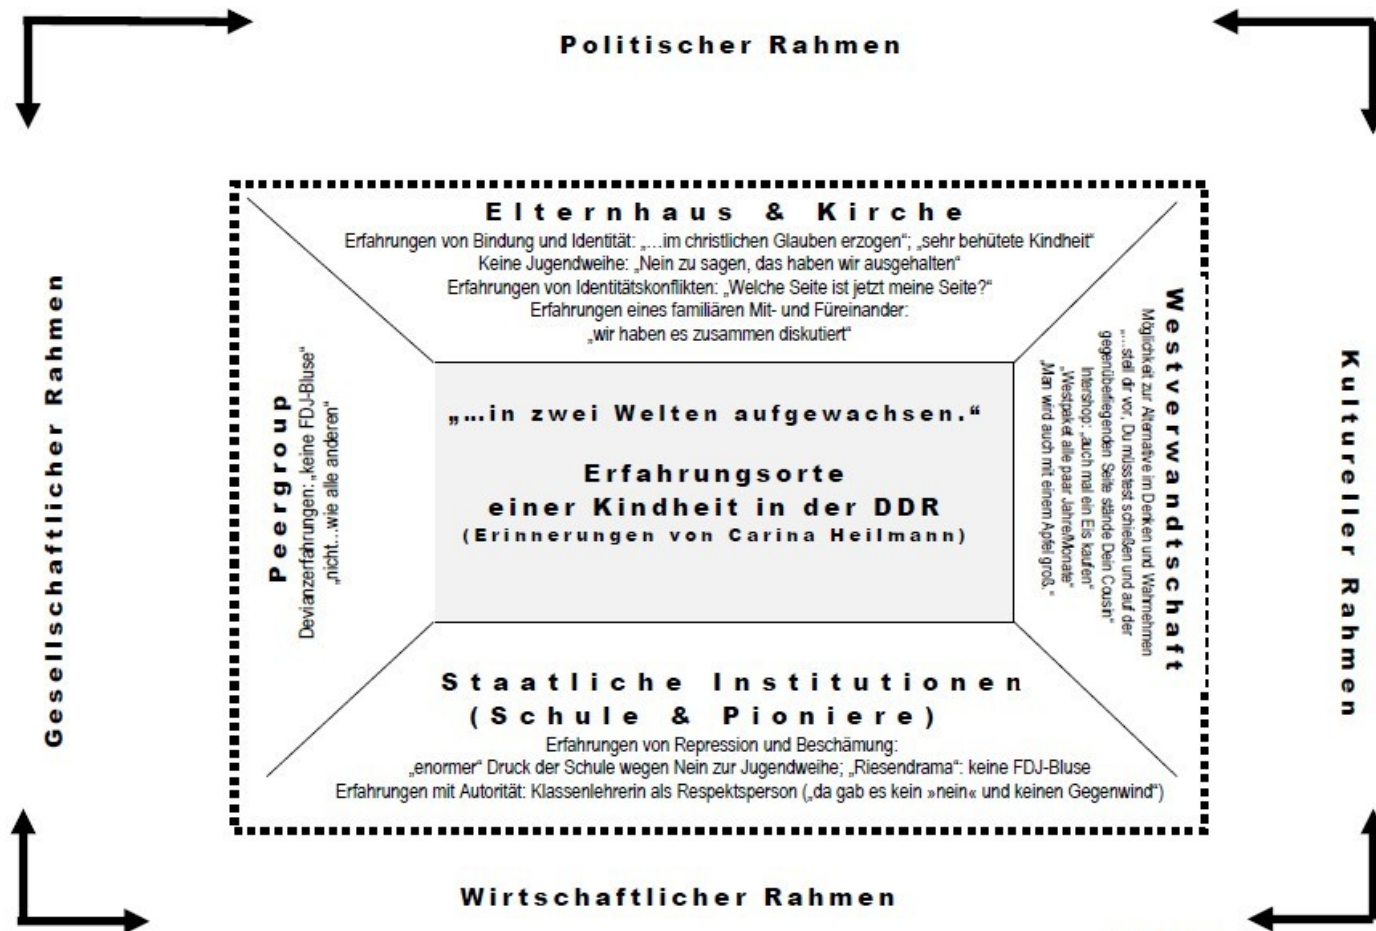 Politischer Rahmen
Elternhaus & Kirche
Erfahrungen von Bindung und Identität: „…im christlichen Glauben erzogen“; „sehr behütete Kindheit“
Keine Jugendweihe: „Nein zu sagen, das haben wir ausgehalten“
Erfahrungen von Identitätskonflikten: „Welche Seite ist jetzt meine Seite?“
Erfahrungen eines familiären Mit- und Füreinander:
„wir haben es zusammen diskutiert“
Gesellschaftlicher Rahmen
Peergroup
Devianzerfahrungen: „keine FDJ-Bluse“
„nicht…wie alle anderen“
„…in zwei Welten aufgewachsen.“
Erfahrungsorte
einer Kindheit in der DDR
(Erinnerungen von Carina Heilmann)
Westverwandtschaft
Möglichkeit zur Alternative im Denken und Wahrnehmen
„…stell dir vor, Du müsstest schießen und auf der
gegenüberliegenden Seite stände Dein Cousin“
Intershop: „auch mal ein Eis kaufen“
„Westpaket alle paar Jahre/Monate“
„Man wird auch mit einem Apfel groß.“
Kultureller Rahmen
Staatliche Institutionen
(Schule & Pioniere)
Erfahrungen von Repression und Beschämung:
„enormer“ Druck der Schule wegen Nein zur Jugendweihe; „Riesendrama“: keine FDJ-Bluse
Erfahrungen mit Autorität: Klassenlehrerin als Respektsperson („da gab es kein »nein« und keinen Gegenwind“)
Wirtschaftlicher Rahmen